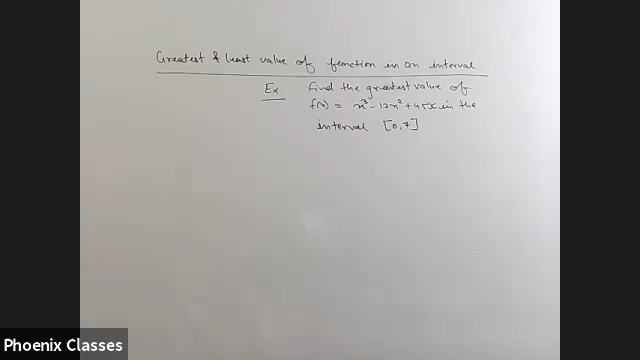 Greatest & least value of function in an interval
Ex. Find the greatest value of
f(x) = x³ - 12x² + 45x in the
interval [0,7]
Phoenix Classes